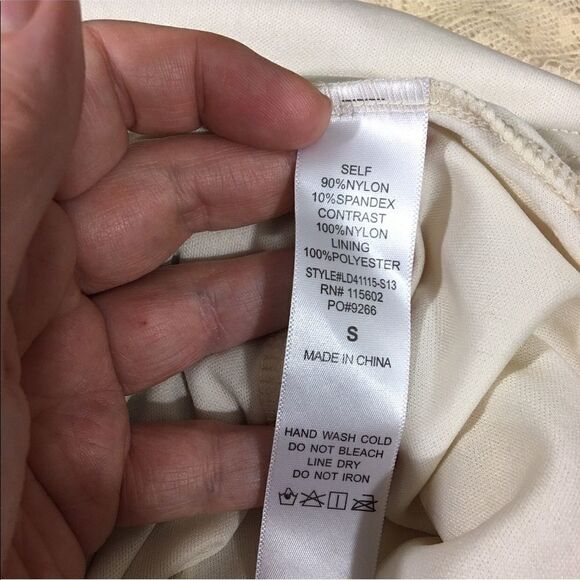 SELF
90%NYLON
10%SPANDEX
CONTRAST
100%NYLON
LINING
100%POLYESTER
STYLE#LD41115-S13
RN# 115602
PO#9266
S
MADE IN CHINA
HAND WASH COLD
DO NOT BLEACH
LINE DRY
DO NOT IRON